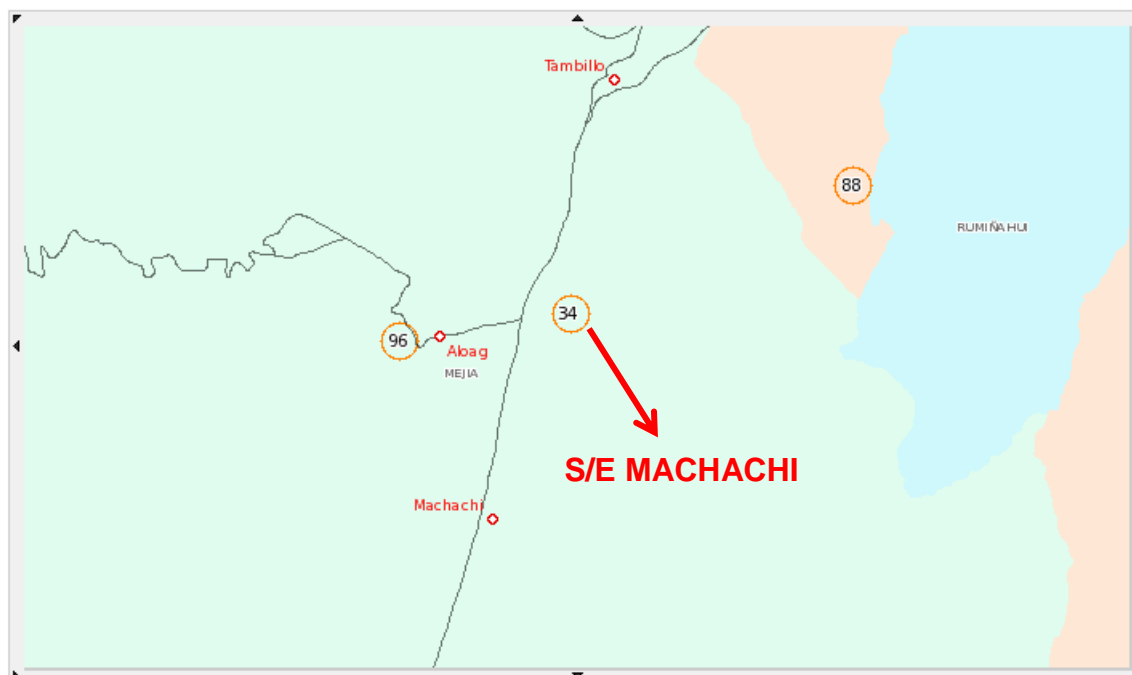 Tambillo
88
RUMIÑAHUI
34
96
Aloag
MEJIA
S/E MACHACHI
Machachi